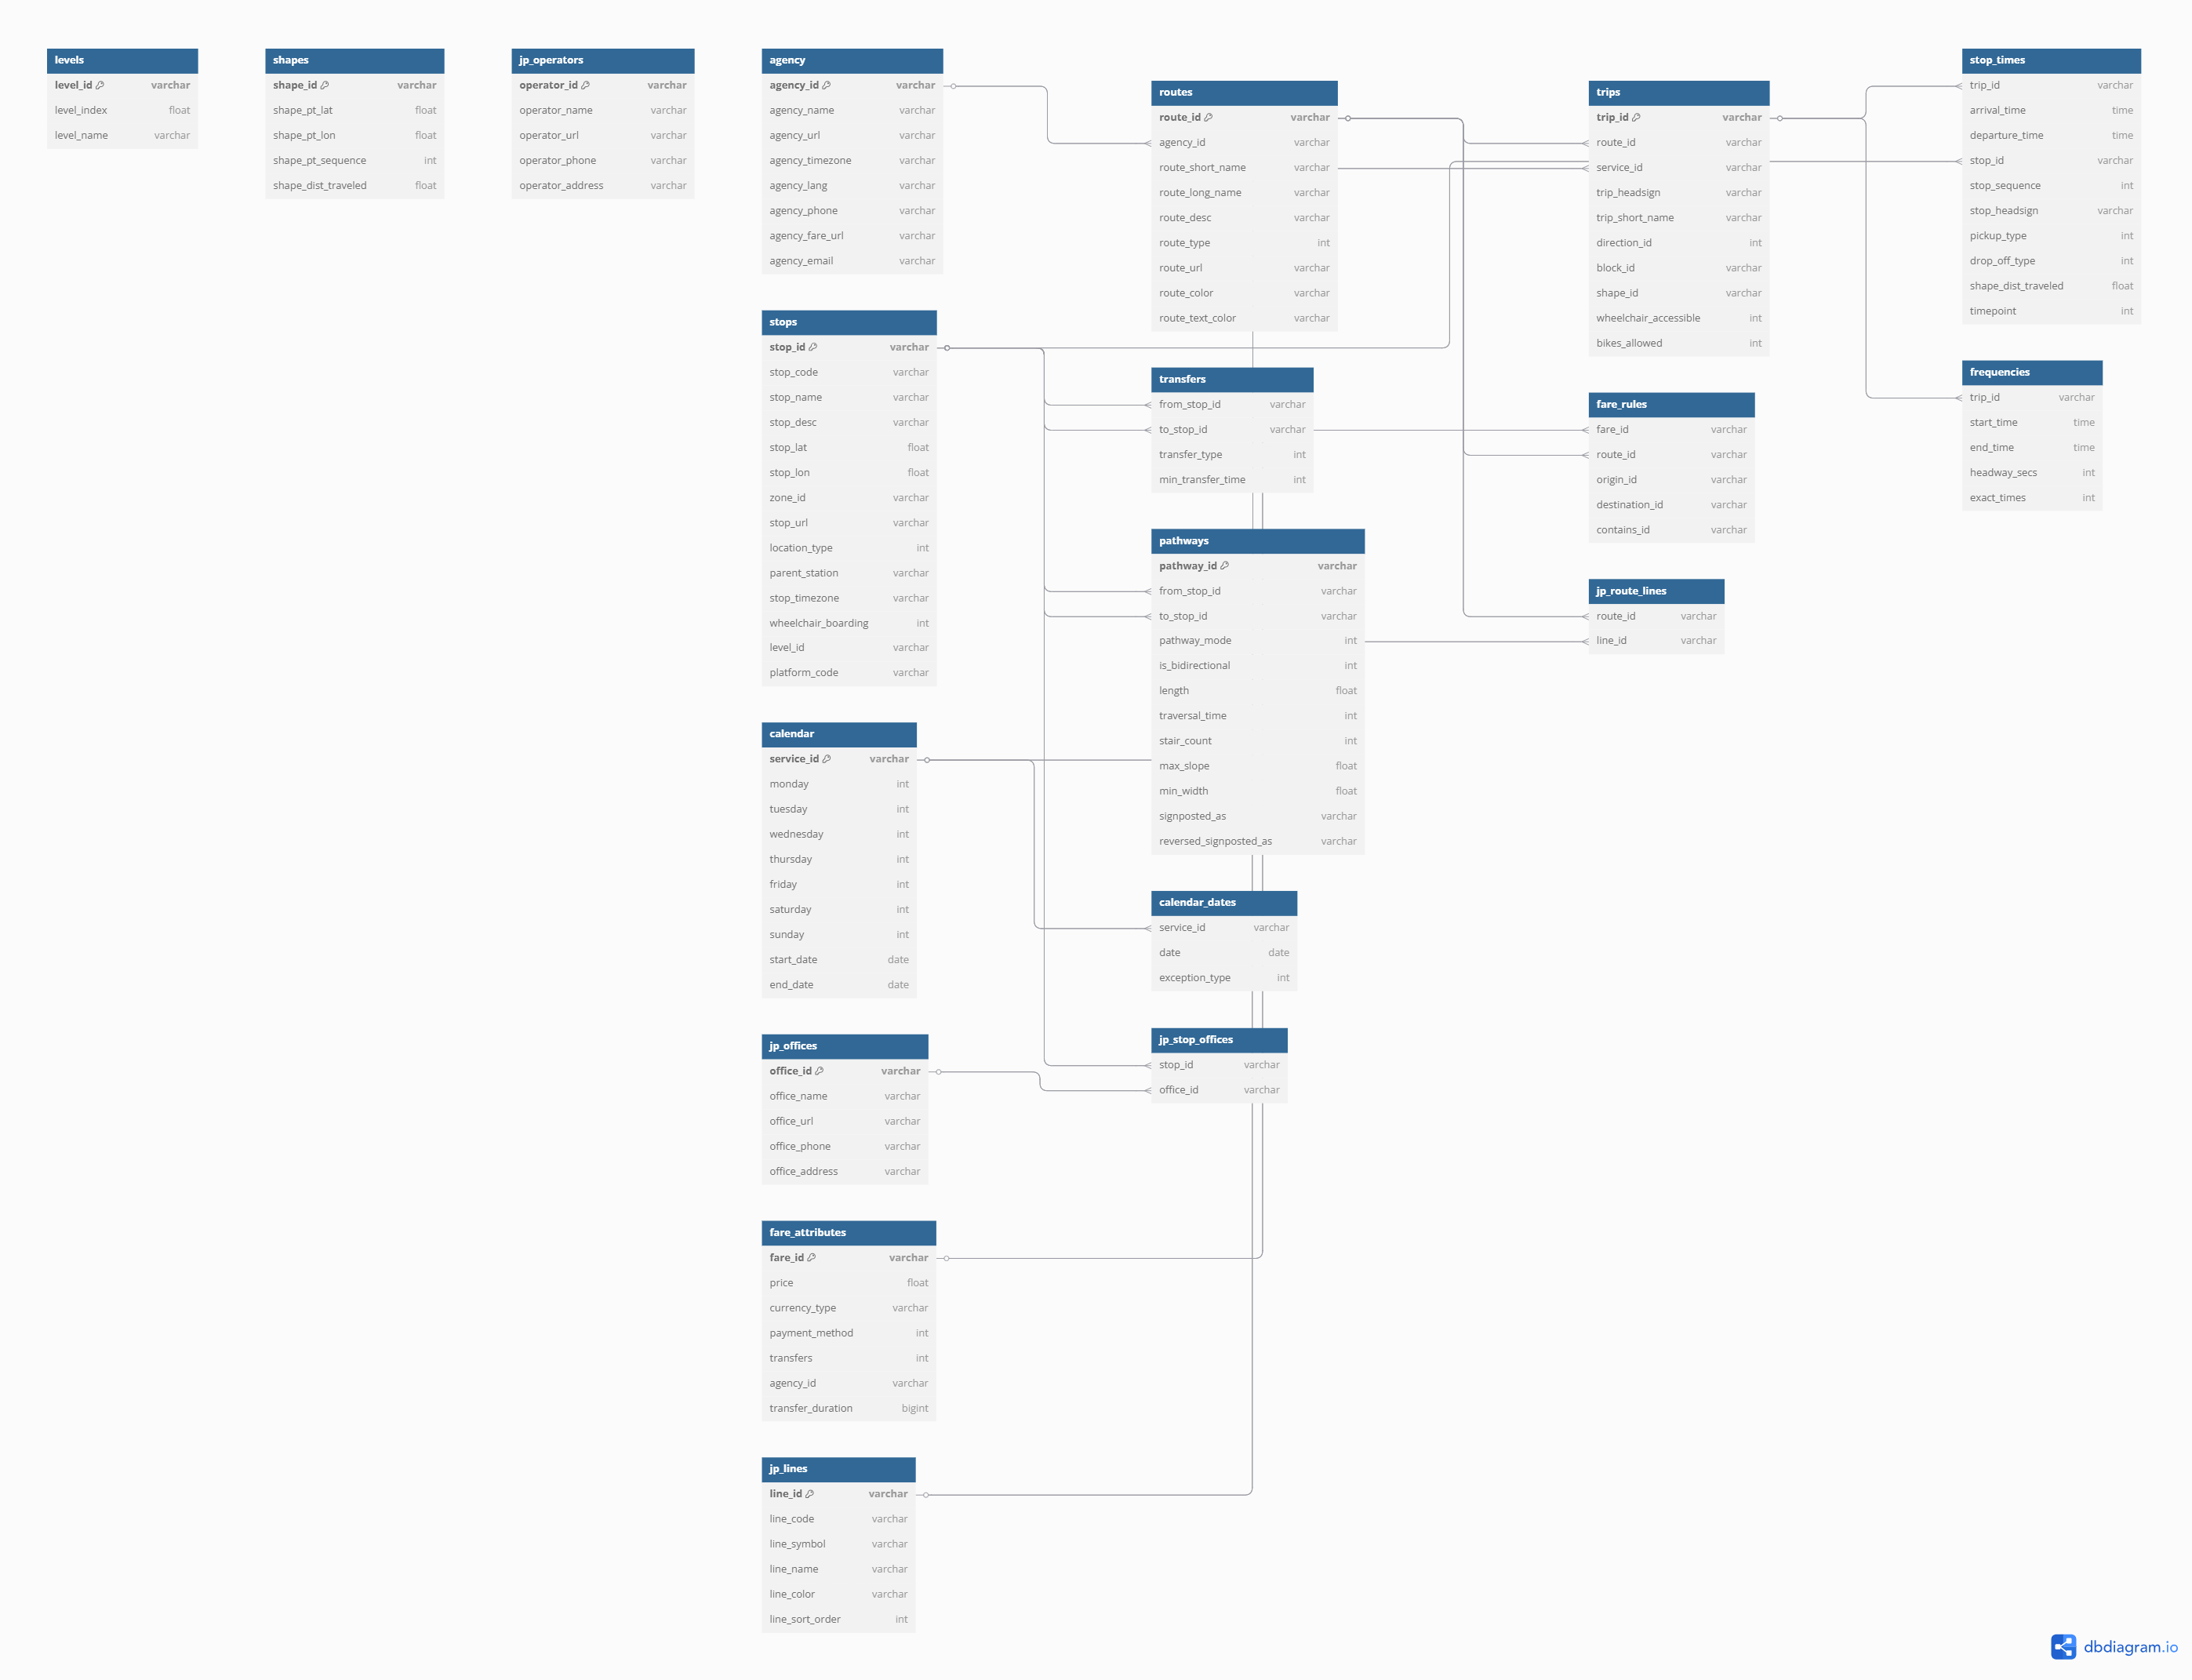 levels
level_id varchar
level_index float
level_name varchar
shapes
shape_id varchar
shape_pt_lat float
shape_pt_lon float
shape_pt_sequence int
shape_dist_traveled float
jp_operators
operator_id varchar
operator_name varchar
operator_url varchar
operator_phone varchar
operator_address varchar
agency
agency_id varchar
agency_name varchar
agency_url varchar
agency_timezone varchar
agency_lang varchar
agency_phone varchar
agency_fare_url varchar
agency_email varchar
stops
stop_id varchar
stop_code varchar
stop_name varchar
stop_desc varchar
stop_lat float
stop_lon float
zone_id varchar
stop_url varchar
location_type int
parent_station varchar
stop_timezone varchar
wheelchair_boarding int
level_id varchar
platform_code varchar
calendar
service_id varchar
monday int
tuesday int
wednesday int
thursday int
friday int
saturday int
sunday int
start_date date
end_date date
jp_offices
office_id varchar
office_name varchar
office_url varchar
office_phone varchar
office_address varchar
fare_attributes
fare_id varchar
price float
currency_type varchar
payment_method int
transfers int
agency_id varchar
transfer_duration bigint
jp_lines
line_id varchar
line_code varchar
line_symbol varchar
line_name varchar
line_color varchar
line_sort_order int
routes
route_id varchar
agency_id varchar
route_short_name varchar
route_long_name varchar
route_desc varchar
route_type int
route_url varchar
route_color varchar
route_text_color varchar
transfers
from_stop_id varchar
to_stop_id varchar
transfer_type int
min_transfer_time int
pathways
pathway_id varchar
from_stop_id varchar
to_stop_id varchar
pathway_mode int
is_bidirectional int
length float
traversal_time int
stair_count int
max_slope float
min_width float
signposted_as varchar
reversed_signposted_as varchar
calendar_dates
service_id varchar
date date
exception_type int
jp_stop_offices
stop_id varchar
office_id varchar
trips
trip_id varchar
route_id varchar
service_id varchar
trip_headsign varchar
trip_short_name varchar
direction_id int
block_id varchar
shape_id varchar
wheelchair_accessible int
bikes_allowed int
fare_rules
fare_id varchar
route_id varchar
origin_id varchar
destination_id varchar
contains_id varchar
jp_route_lines
route_id varchar
line_id varchar
stop_times
trip_id varchar
arrival_time time
departure_time time
stop_id varchar
stop_sequence int
stop_headsign varchar
pickup_type int
drop_off_type int
shape_dist_traveled float
timepoint int
frequencies
trip_id varchar
start_time time
end_time time
headway_secs int
exact_times int
dbdiagram.io